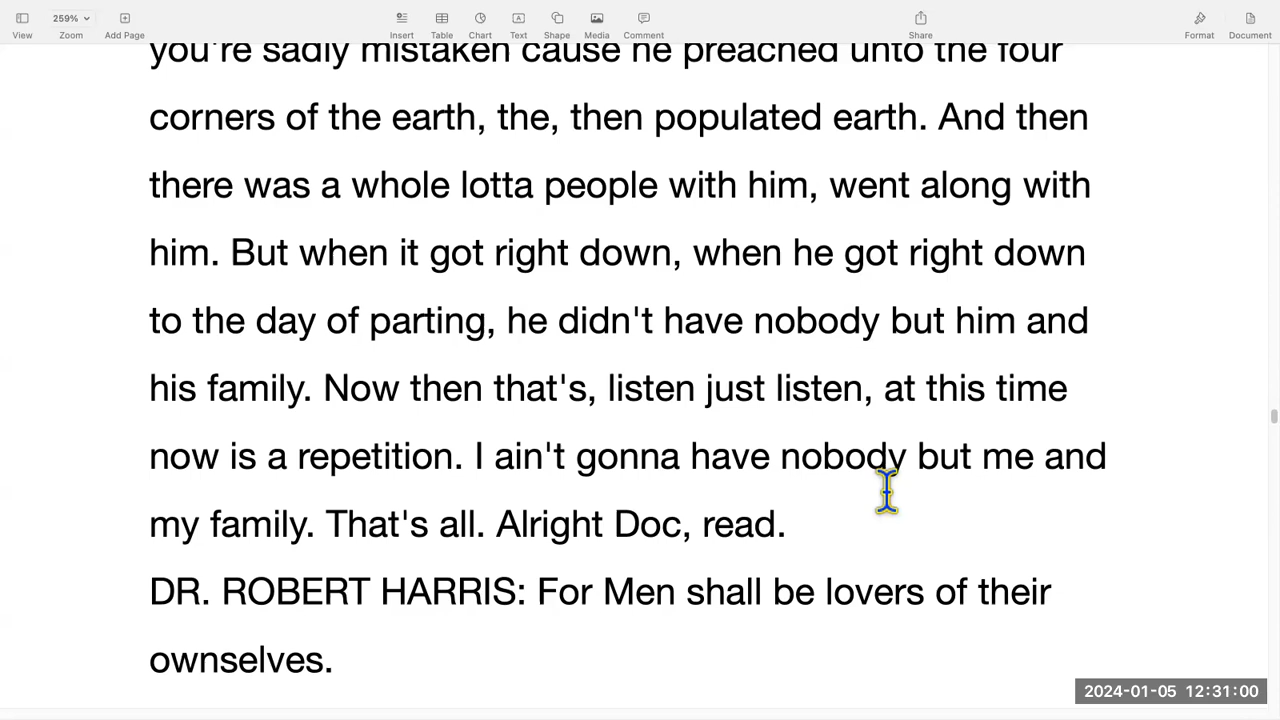 259%
View Zoom Add Page Insert Table Chart Text Shape Media Comment Share Format Document
you're sadly mistaken cause he preached unto the four
corners of the earth, the, then populated earth. And then
there was a whole lotta people with him, went along with
him. But when it got right down, when he got right down
to the day of parting, he didn't have nobody but him and
his family. Now then that's, listen just listen, at this time
now is a repetition. I ain't gonna have nobody but me and
my family. That's all. Alright Doc, read.
DR. ROBERT HARRIS: For Men shall be lovers of their
ownselves.
2024-01-05 12:31:00